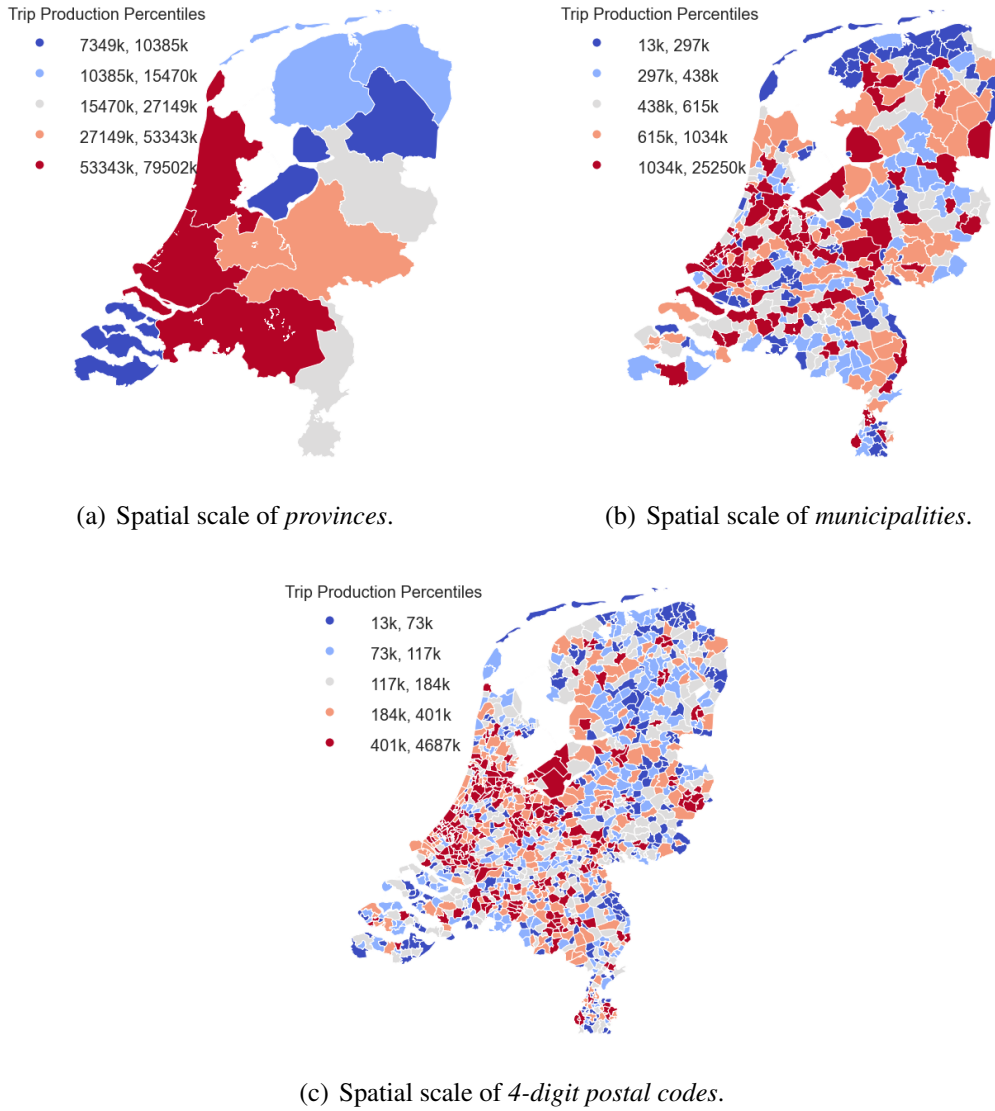 Trip Production Percentiles
7349k, 10385k
10385k, 15470k
15470k, 27149k
27149k, 53343k
53343k, 79502k
(a) Spatial scale of provinces.
Trip Production Percentiles
13k, 297k
297k, 438k
438k, 615k
615k, 1034k
1034k, 25250k
(b) Spatial scale of municipalities.
Trip Production Percentiles
13k, 73k
73k, 117k
117k, 184k
184k, 401k
401k, 4687k
(c) Spatial scale of 4-digit postal codes.